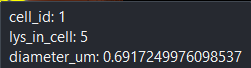 cell_id: 1
lys_in_cell: 5
diameter_um: 0.6917249976098537